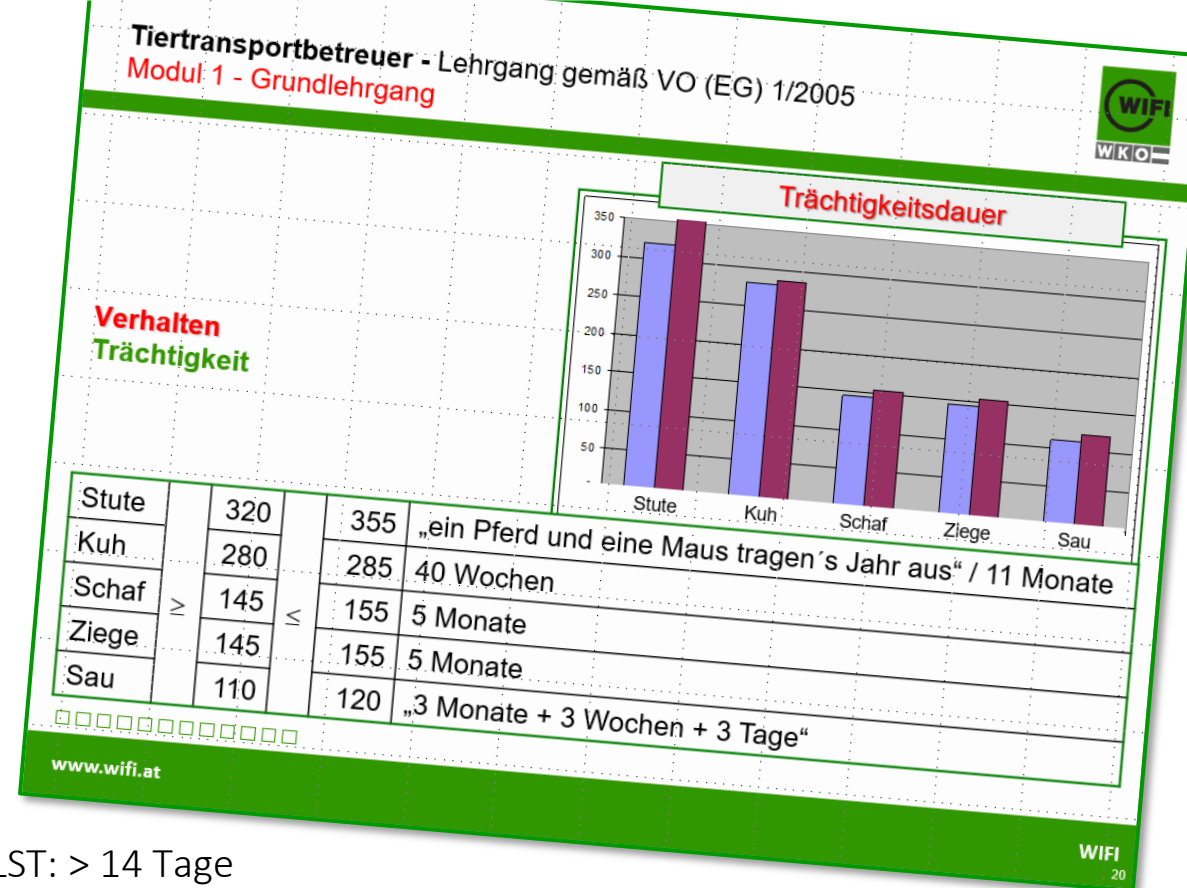 Tiertransportbetreuer - Lehrgang gemäß VO (EG) 1/2005
Modul 1 - Grundlehrgang
WIFI
WKO
Trächtigkeitsdauer
350
300
250
200
150
100
50
-
Stute Kuh Schaf Ziege Sau
Verhalten
Trächtigkeit
Stute 320 355 „ein Pferd und eine Maus tragen´s Jahr aus“ / 11 Monate
Kuh 280 285 40 Wochen
Schaf ≥ 145 ≤ 155 5 Monate
Ziege 145 155 5 Monate
Sau 110 120 „3 Monate + 3 Wochen + 3 Tage“
www.wifi.at
WIFI
20
LST: > 14 Tage